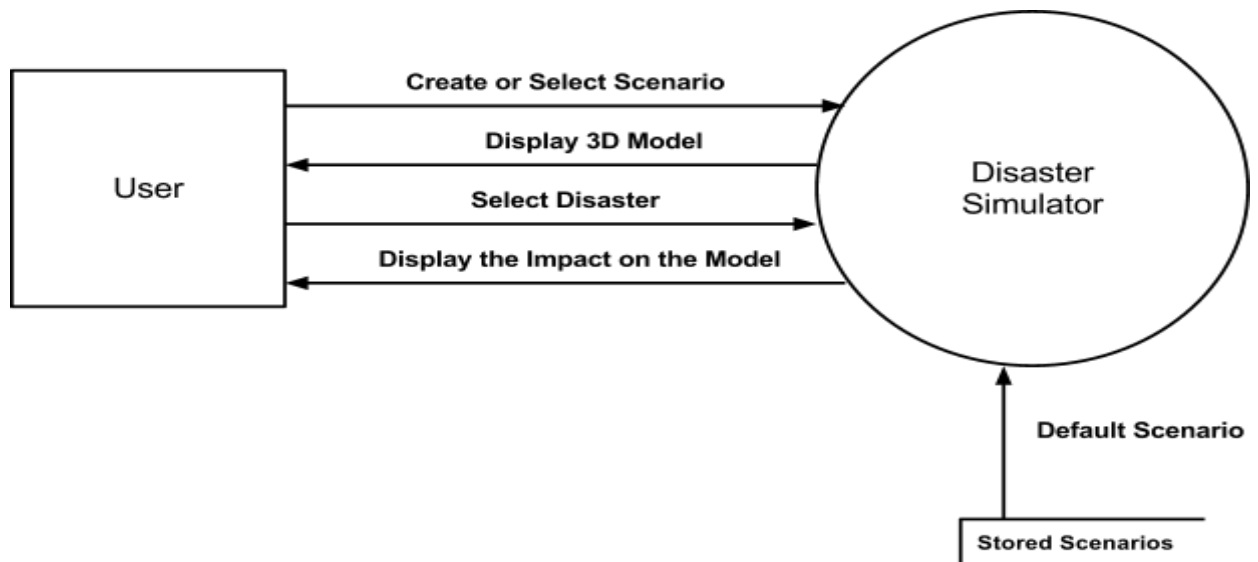 Create or Select Scenario
Display 3D Model
User
Select Disaster
Display the Impact on the Model
Disaster
Simulator
Default Scenario
Stored Scenarios